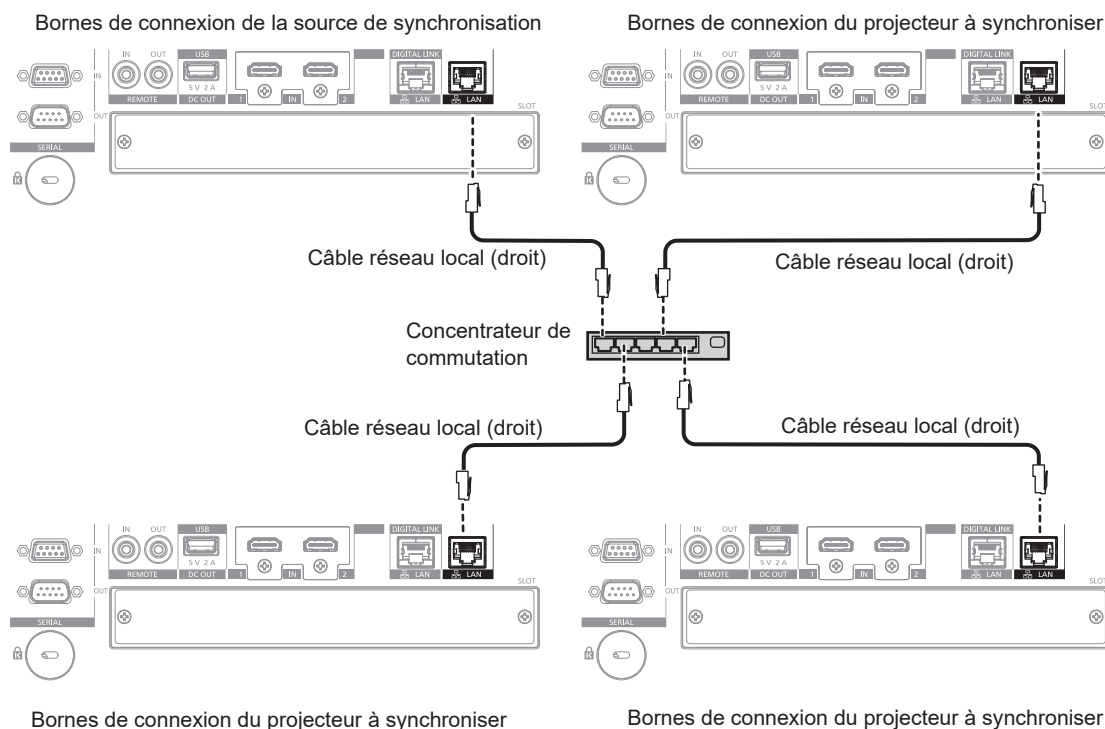 Bornes de connexion de la source de synchronisation
IN OUT USB DIGITAL LINK
IN
5 V 2 A
REMOTE DC OUT 1 IN 2 LAN LAN
OUT SLOT
SERIAL
K
Bornes de connexion du projecteur à synchroniser
IN OUT USB DIGITAL LINK
IN
5 V 2 A
REMOTE DC OUT 1 IN 2 LAN LAN
OUT SLOT
SERIAL
K
Câble réseau local (droit)
Câble réseau local (droit)
Concentrateur de
commutation
Câble réseau local (droit)
Câble réseau local (droit)
IN OUT USB DIGITAL LINK
IN
5 V 2 A
REMOTE DC OUT 1 IN 2 LAN LAN
OUT SLOT
SERIAL
K
Bornes de connexion du projecteur à synchroniser
IN OUT USB DIGITAL LINK
IN
5 V 2 A
REMOTE DC OUT 1 IN 2 LAN LAN
OUT SLOT
SERIAL
K
Bornes de connexion du projecteur à synchroniser